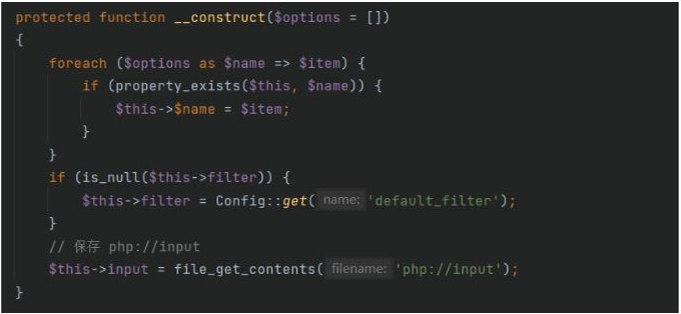 protected function __construct($options = [])
{
    foreach ($options as $name => $item) {
        if (property_exists($this, $name)) {
            $this->$name = $item;
        }
    }
    if (is_null($this->filter)) {
        $this->filter = Config::get( name: 'default_filter');
    }
    // 保存 php://input
    $this->input = file_get_contents( filename: 'php://input');
}